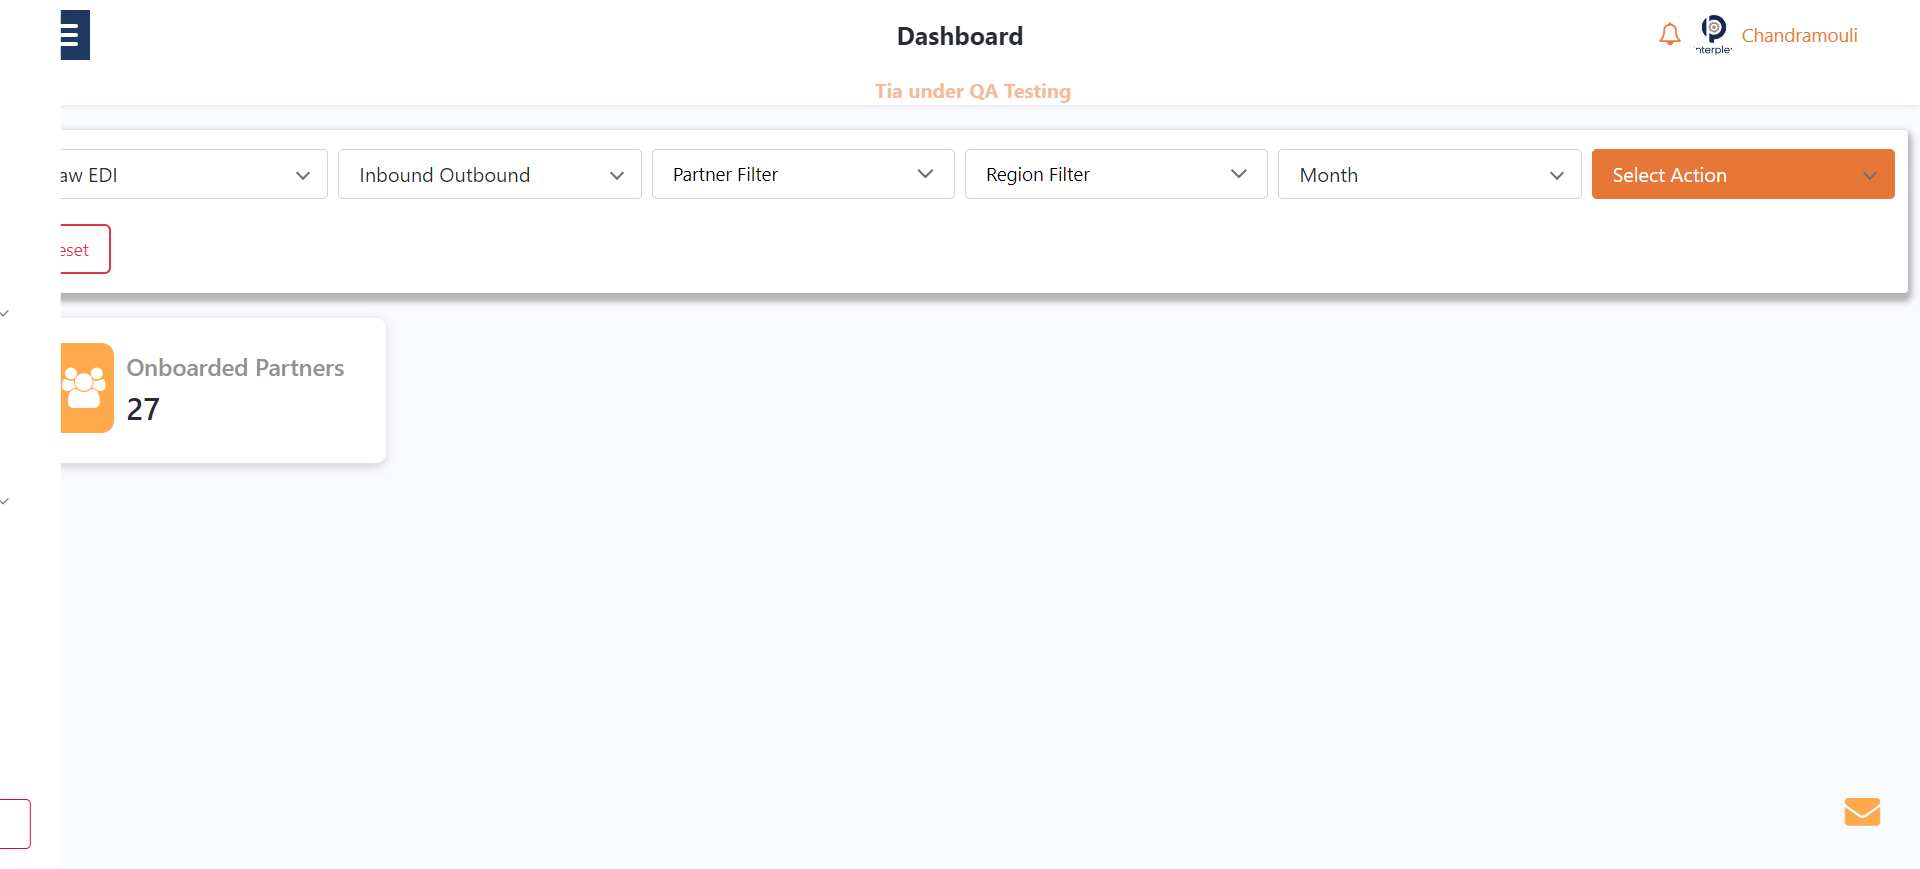 Dashboard
Chandramouli
Tia under QA Testing
aw EDI
Inbound Outbound
Partner Filter
Region Filter
Month
Select Action
eset
Onboarded Partners
27